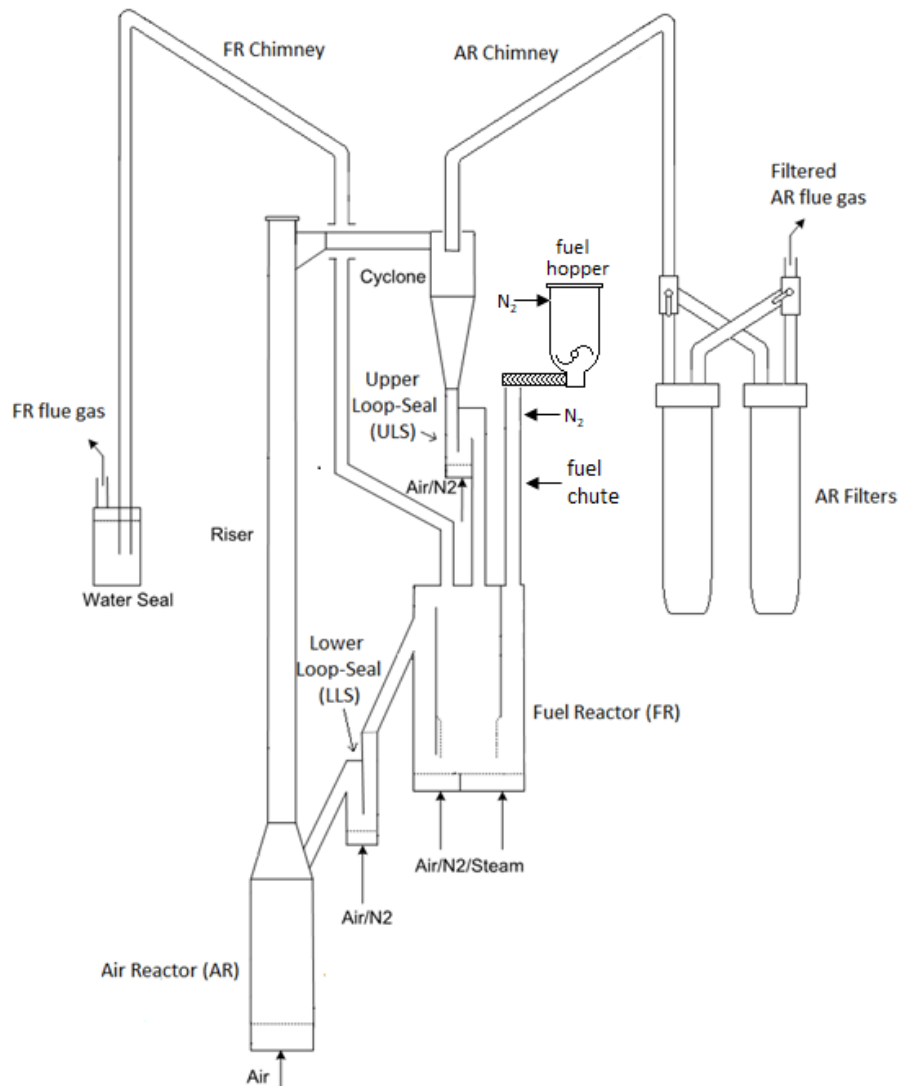 FR Chimney
AR Chimney
Filtered
AR flue gas
fuel
hopper
Cyclone
N₂
Upper
Loop-Seal
(ULS)
N₂
FR flue gas
fuel
chute
Air/N2
AR Filters
Riser
Water Seal
Lower
Loop-Seal
(LLS)
Fuel Reactor (FR)
Air/N2/Steam
Air/N2
Air Reactor (AR)
Air